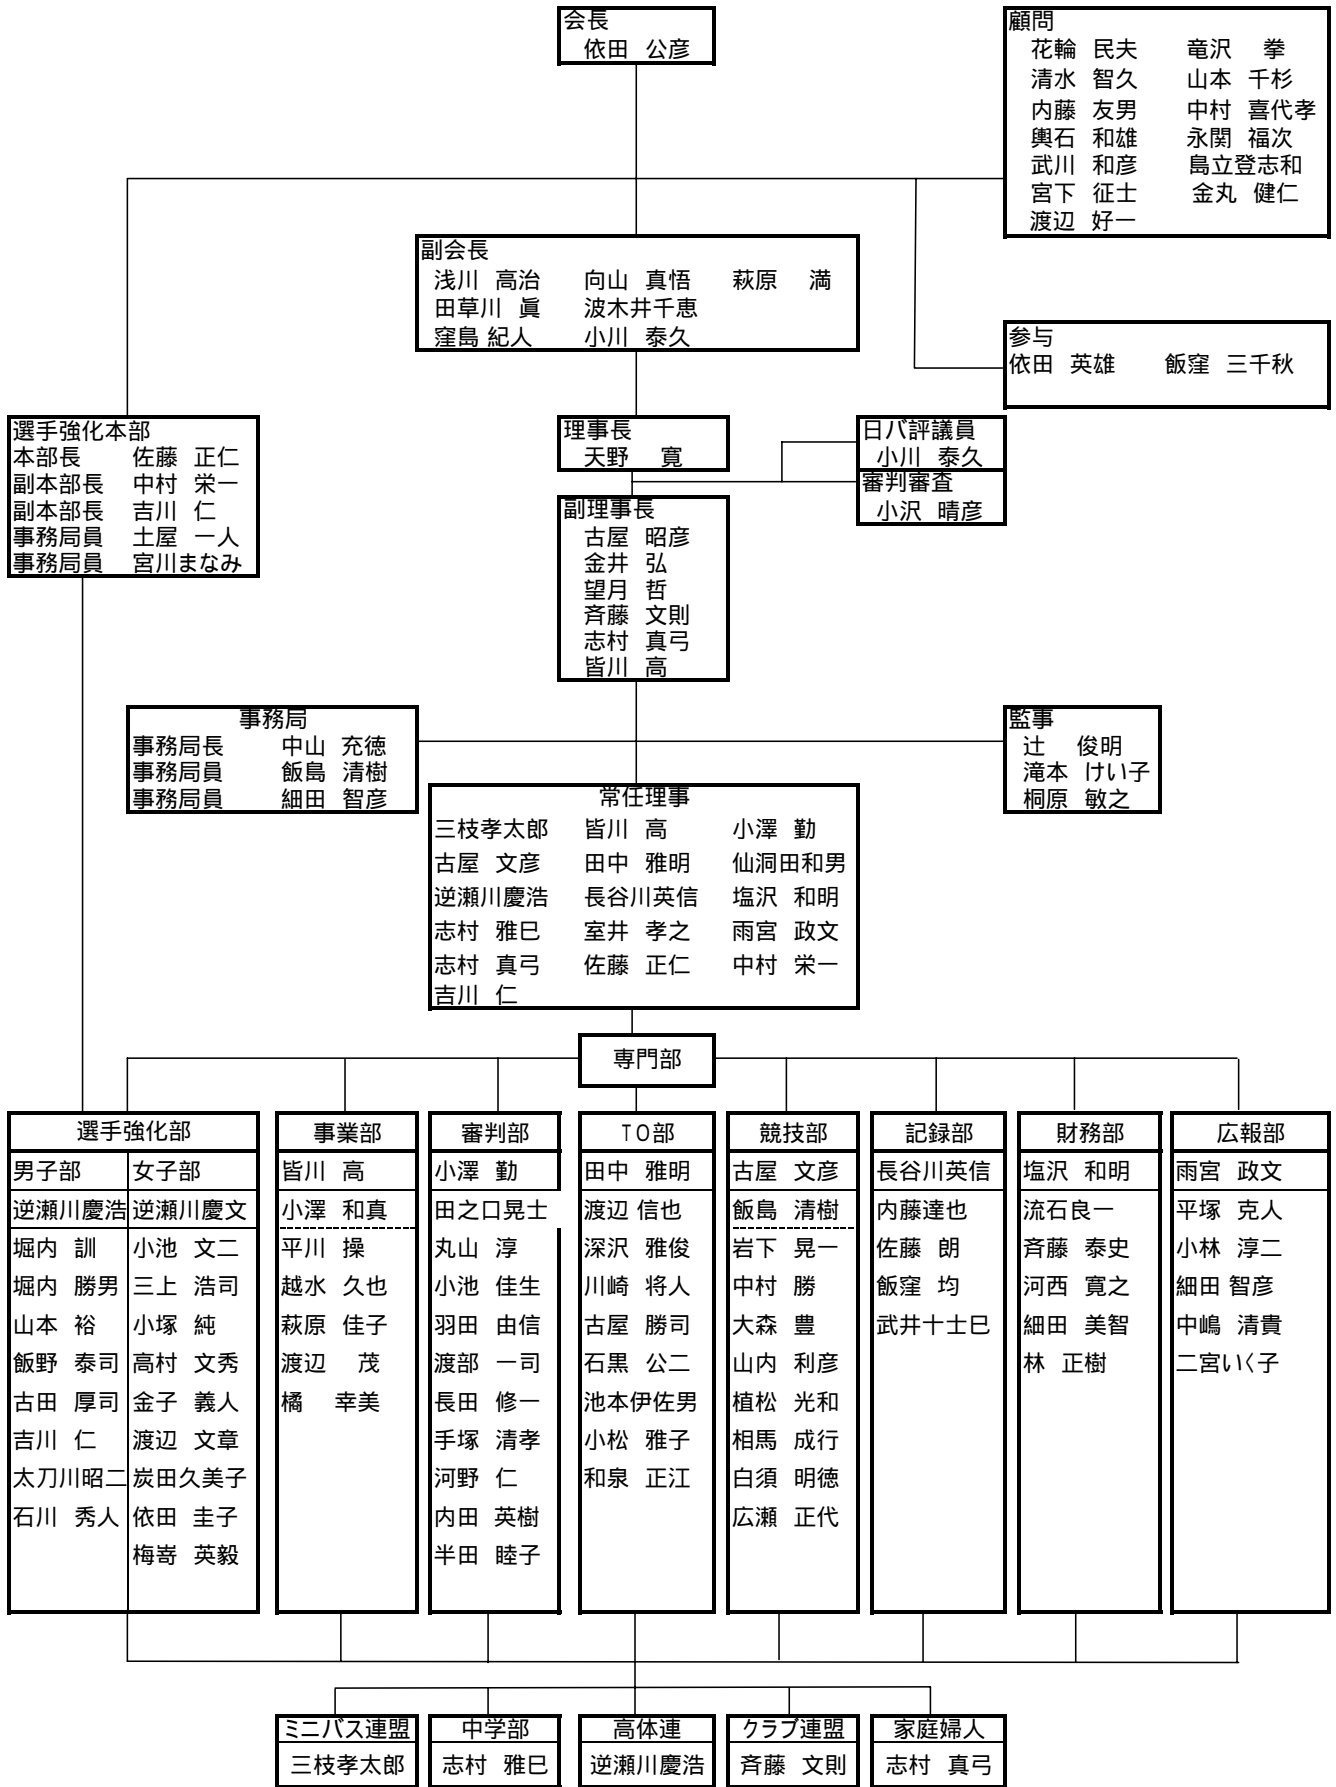 会長
依田 公彦
顧問
花輪 民夫 竜沢 拳
清水 智久 山本 千杉
内藤 友男 中村 喜代孝
輿石 和雄 永関 福次
武川 和彦 島立登志和
宮下 征士 金丸 健仁
渡辺 好一
副会長
浅川 高治 向山 真悟 萩原 満
田草川 眞 波木井千恵
窪島 紀人 小川 泰久
参与
依田 英雄 飯窪 三千秋
選手強化本部
本部長 佐藤 正仁
副本部長 中村 栄一
副本部長 吉川 仁
事務局員 土屋 一人
事務局員 宮川まなみ
理事長
天野 寛
日バ評議員
小川 泰久
審判審査
小沢 晴彦
副理事長
古屋 昭彦
金井 弘
望月 哲
斉藤 文則
志村 真弓
皆川 高
事務局
事務局長 中山 充徳
事務局員 飯島 清樹
事務局員 細田 智彦
監事
辻 俊明
滝本 けい子
桐原 敏之
常任理事
三枝孝太郎 皆川 高 小澤 勤
古屋 文彦 田中 雅明 仙洞田和男
逆瀬川慶浩 長谷川英信 塩沢 和明
志村 雅巳 室井 孝之 雨宮 政文
志村 真弓 佐藤 正仁 中村 栄一
吉川 仁
専門部
選手強化部 事業部 審判部 TO部 競技部 記録部 財務部 広報部
男子部 女子部 皆川 高 小澤 勤 田中 雅明 古屋 文彦 長谷川英信 塩沢 和明 雨宮 政文
逆瀬川慶浩 逆瀬川慶文 小澤 和真 田之口晃士 渡辺 信也 飯島 清樹 内藤達也 流石良一 平塚 克人
堀内 訓 小池 文二 平川 操 丸山 淳 深沢 雅俊 岩下 晃一 佐藤 朗 斉藤 泰史 小林 淳二
堀内 勝男 三上 浩司 越水 久也 小池 佳生 川崎 将人 中村 勝 飯窪 均 河西 寛之 細田 智彦
山本 裕 小塚 純 萩原 佳子 羽田 由信 古屋 勝司 大森 豊 武井十士巳 細田 美智 中嶋 清貴
飯野 泰司 高村 文秀 渡辺 茂 渡部 一司 石黒 公二 山内 利彦 林 正樹 二宮いく子
古田 厚司 金子 義人 橘 幸美 長田 修一 池本伊佐男 植松 光和
吉川 仁 渡辺 文章 手塚 清孝 小松 雅子 相馬 成行
太刀川昭二 炭田久美子 河野 仁 和泉 正江 白須 明徳
石川 秀人 依田 圭子 内田 英樹 広瀬 正代
梅嵜 英毅 半田 睦子
ミニバス連盟 中学部 高体連 クラブ連盟 家庭婦人
三枝孝太郎 志村 雅巳 逆瀬川慶浩 斉藤 文則 志村 真弓